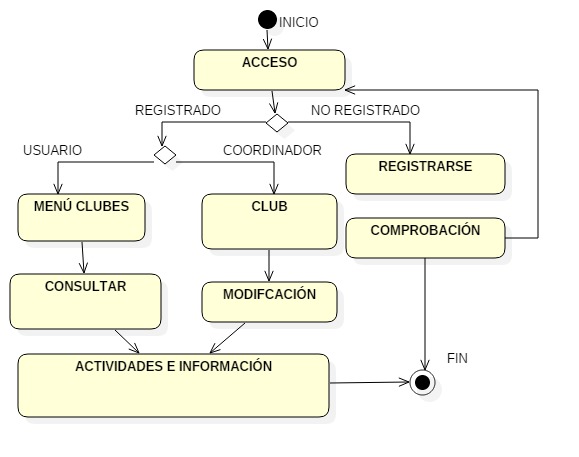 INICIO
ACCESO
REGISTRADO
NO REGISTRADO
USUARIO
COORDINADOR
REGISTRARSE
MENÚ CLUBES
CLUB
COMPROBACIÓN
CONSULTAR
MODIFCACIÓN
ACTIVIDADES E INFORMACIÓN
FIN